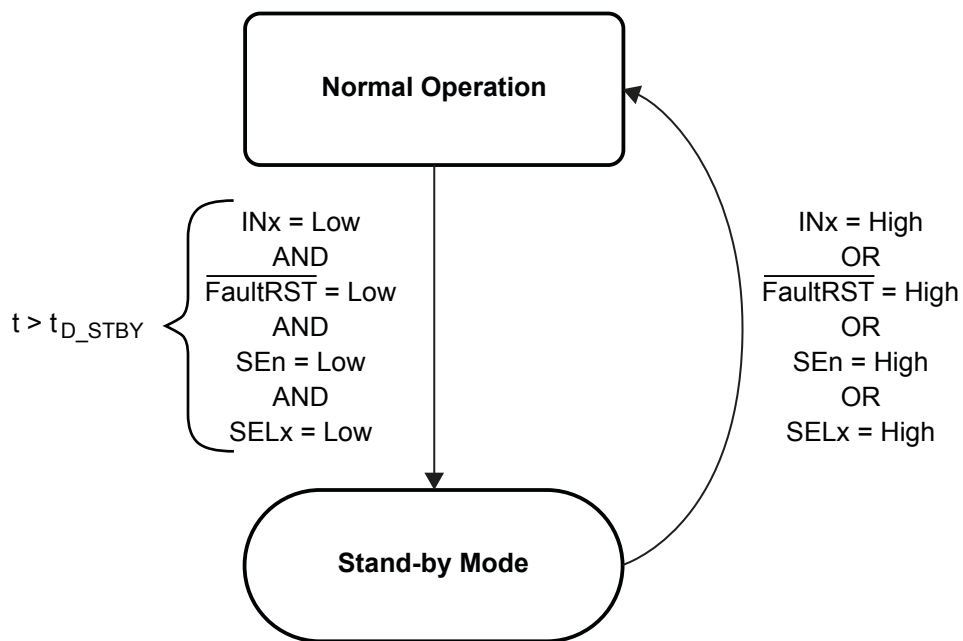 Normal Operation
INx = Low
AND
FaultRST = Low
AND
SEn = Low
AND
SELx = Low
t > tD_STBY
INx = High
OR
FaultRST = High
OR
SEn = High
OR
SELx = High
Stand-by Mode